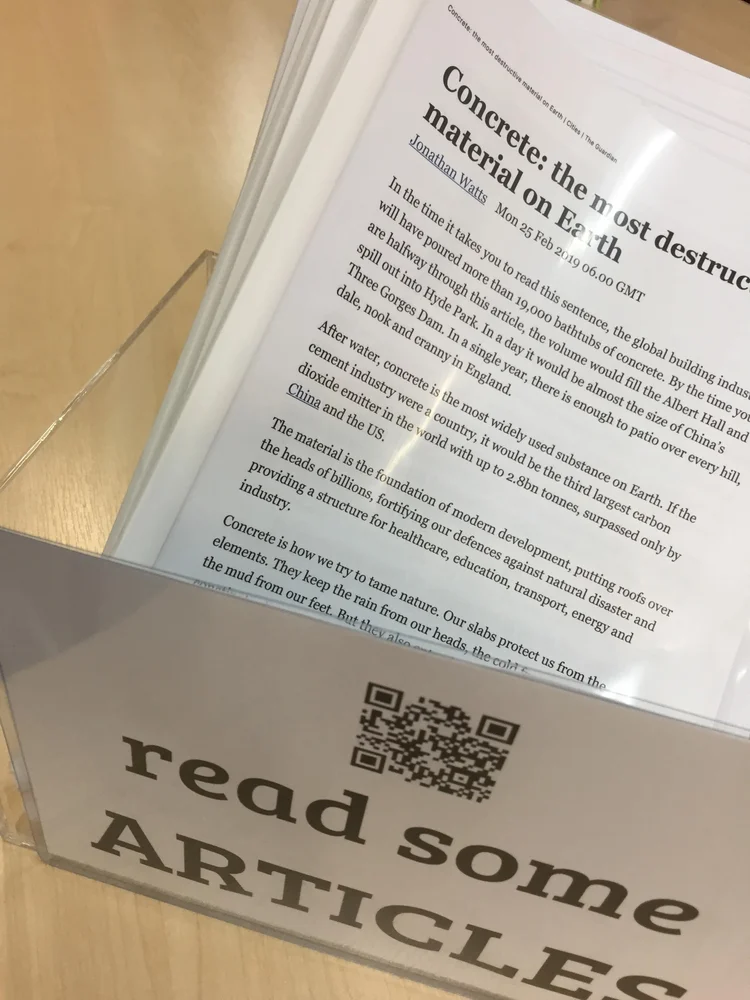 Concrete: the most destructive material on Earth | Cities | The Guardian
Concrete: the most destruc
material on Earth
Jonathan Watts Mon 25 Feb 2019 06.00 GMT
In the time it takes you to read this sentence, the global building indus
will have poured more than 19,000 bathtubs of concrete. By the time you
are halfway through this article, the volume would fill the Albert Hall and
spill out into Hyde Park. In a day it would be almost the size of China's
Three Gorges Dam. In a single year, there is enough to patio over every hill,
dale, nook and cranny in England.
After water, concrete is the most widely used substance on Earth. If the
cement industry were a country, it would be the third largest carbon
dioxide emitter in the world with up to 2.8bn tonnes, surpassed only by
China and the US.
The material is the foundation of modern development, putting roofs over
the heads of billions, fortifying our defences against natural disaster and
providing a structure for healthcare, education, transport, energy and
industry.
Concrete is how we try to tame nature. Our slabs protect us from the
elements. They keep the rain from our heads, the cold
the mud from our feet. But they also
read some
ARTICLES